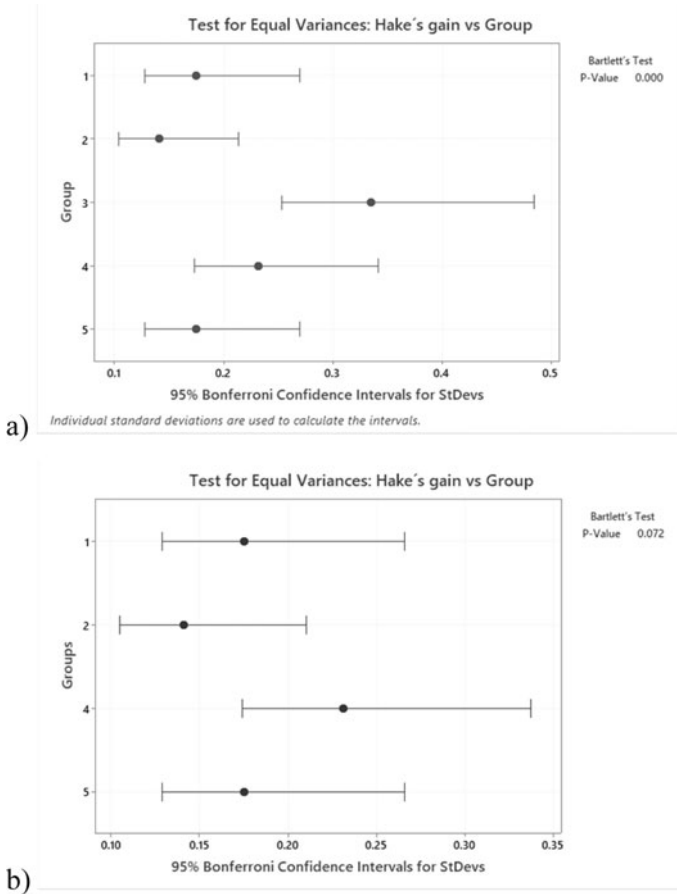 Test for Equal Variances: Hake´s gain vs Group
Bartlett's Test
P-Value 0.000
1
2
3
4
5
Group
0.1 0.2 0.3 0.4 0.5
95% Bonferroni Confidence Intervals for StDevs
a) Individual standard deviations are used to calculate the intervals.
Test for Equal Variances: Hake´s gain vs Group
Bartlett's Test
P-Value 0.072
1
2
4
5
Groups
0.10 0.15 0.20 0.25 0.30 0.35
95% Bonferroni Confidence Intervals for StDevs
b)